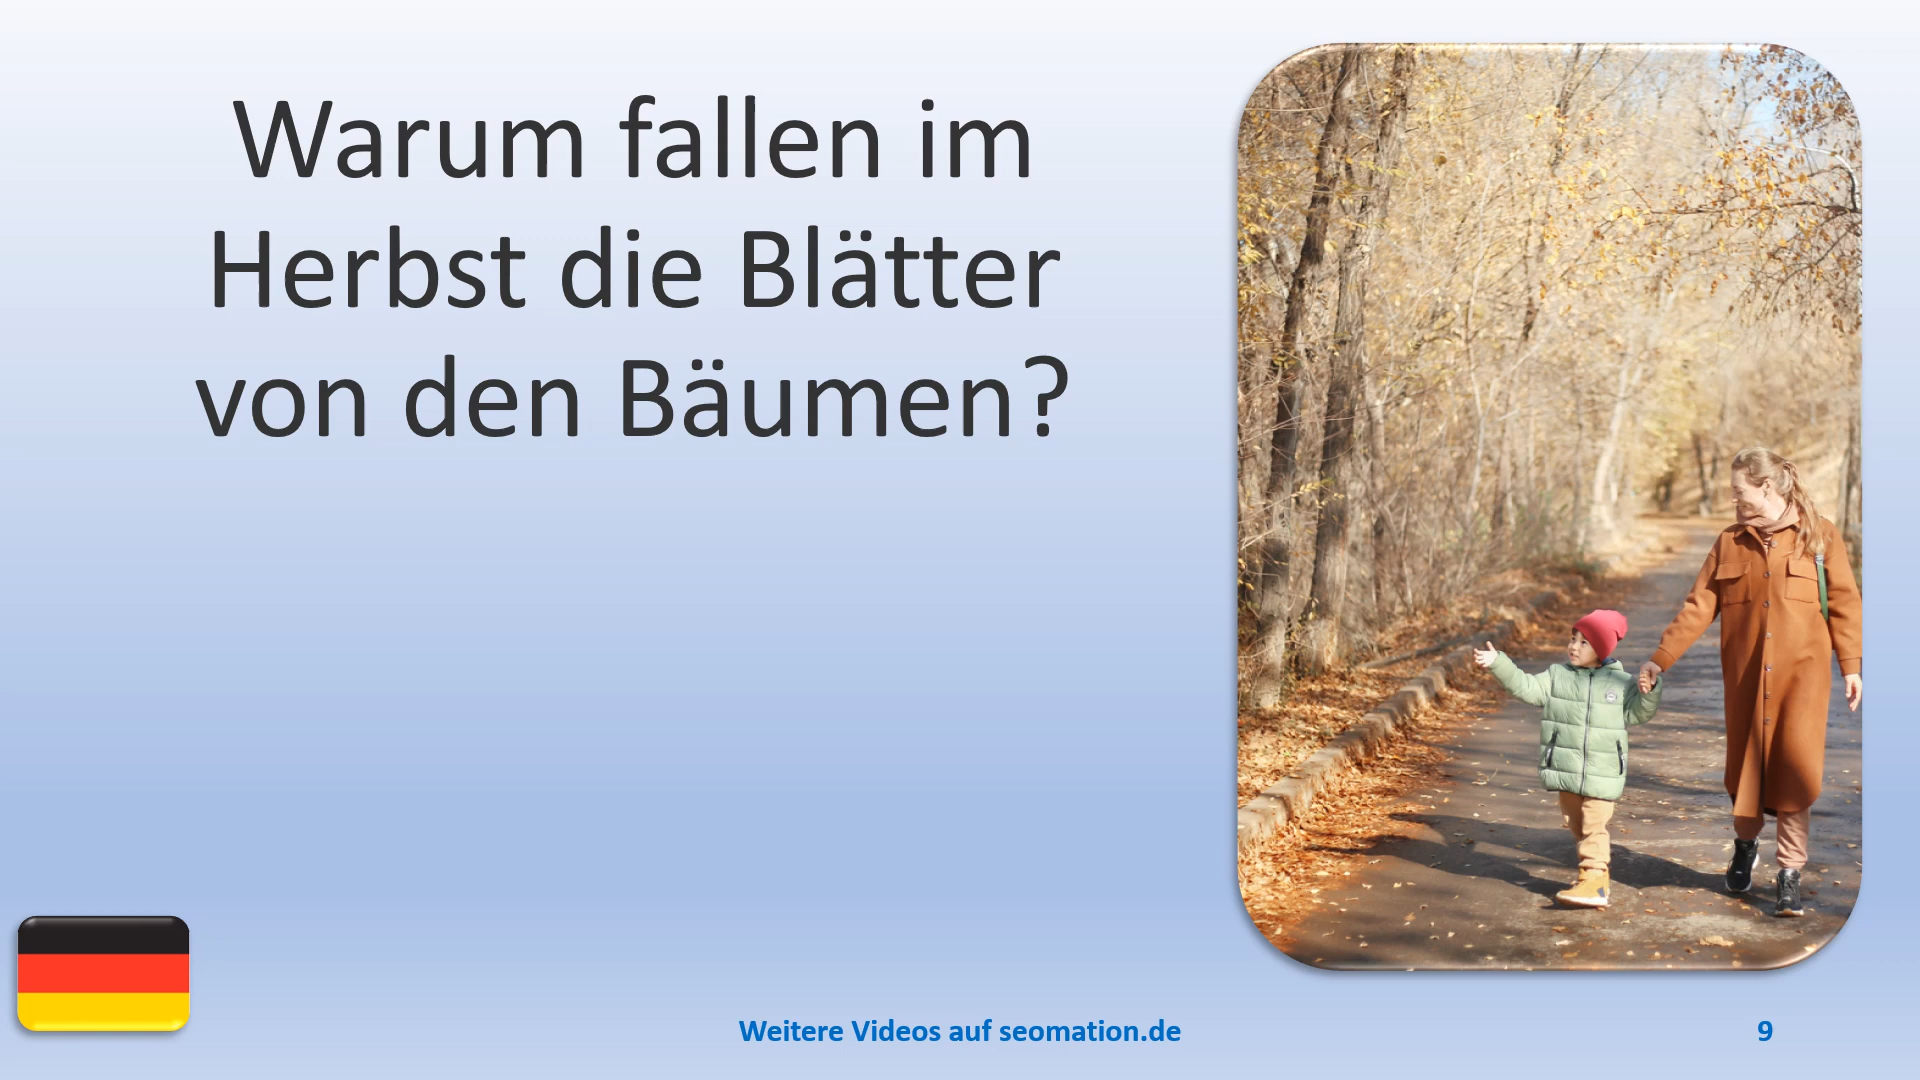 Warum fallen im
Herbst die Blätter
von den Bäumen?
Weitere Videos auf seomation.de
9